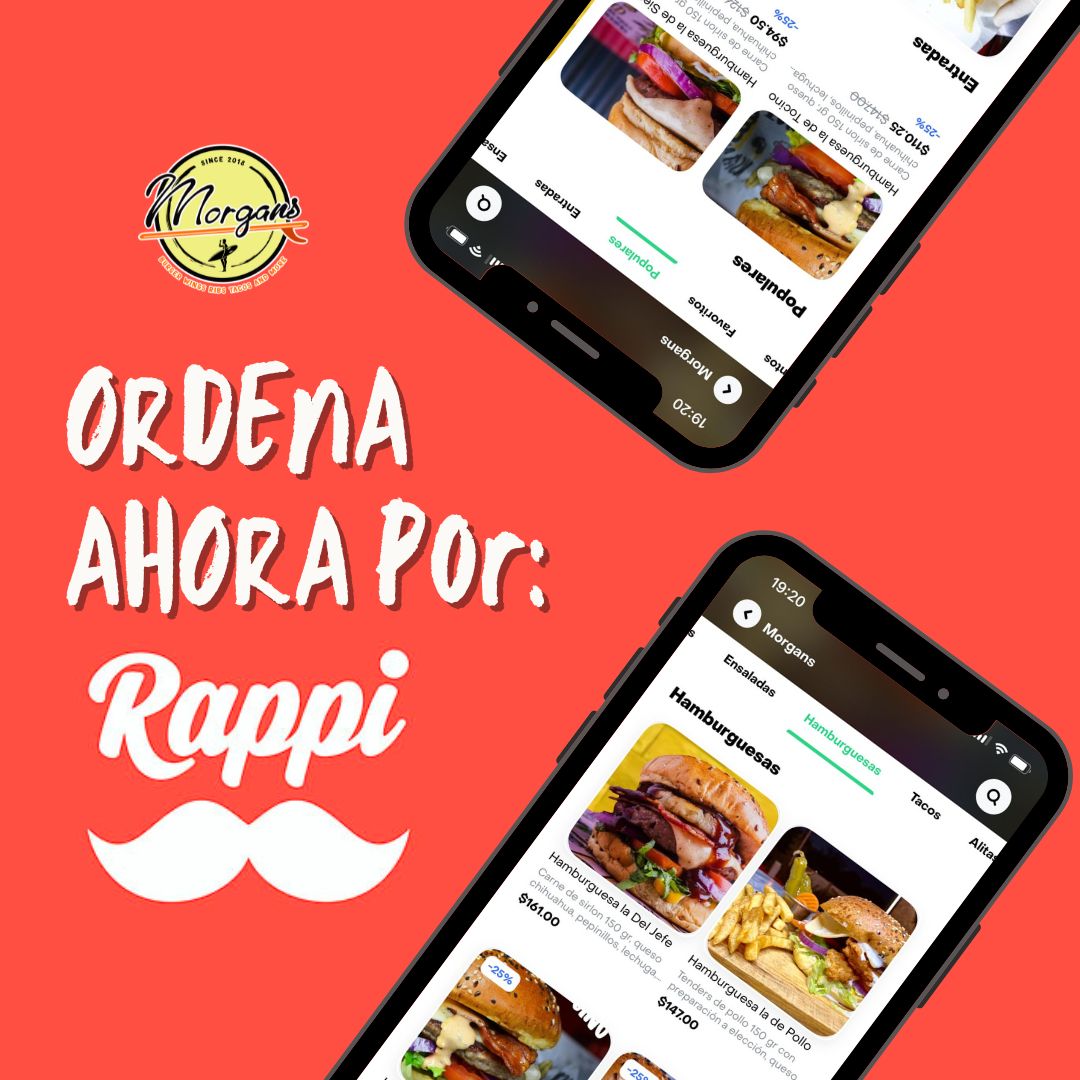 SINCE 2018
Morgans
BURGER WINGS RIBS TACOS AND MORE
ORDENA
AHORA POR:
Rappi
19:20
Morgans
Favoritos
Populares
Entradas
Ensa
Populares
Hamburguesa la de Tocino
Carne de sirlon 150 gr, queso
chihuahua, pepinillos, lechuga...
$110.25 $147.00
-25%
Hamburguesa la de Sie
Carne de sirlon 150 gr
chihuahua, pepinill
$94.50
-25%
Entradas
19:20
Morgans
s
Ensaladas
Hamburguesas
Tacos
Alitas
Hamburguesas
Hamburguesa la Del Jefe
Carne de sirlon 150 gr, queso
chihuahua, pepinillos, lechuga...
$161.00
Hamburguesa la de Pollo
Tenders de pollo 150 gr con
preparación a elección, queso
$147.00
-25%
-25%